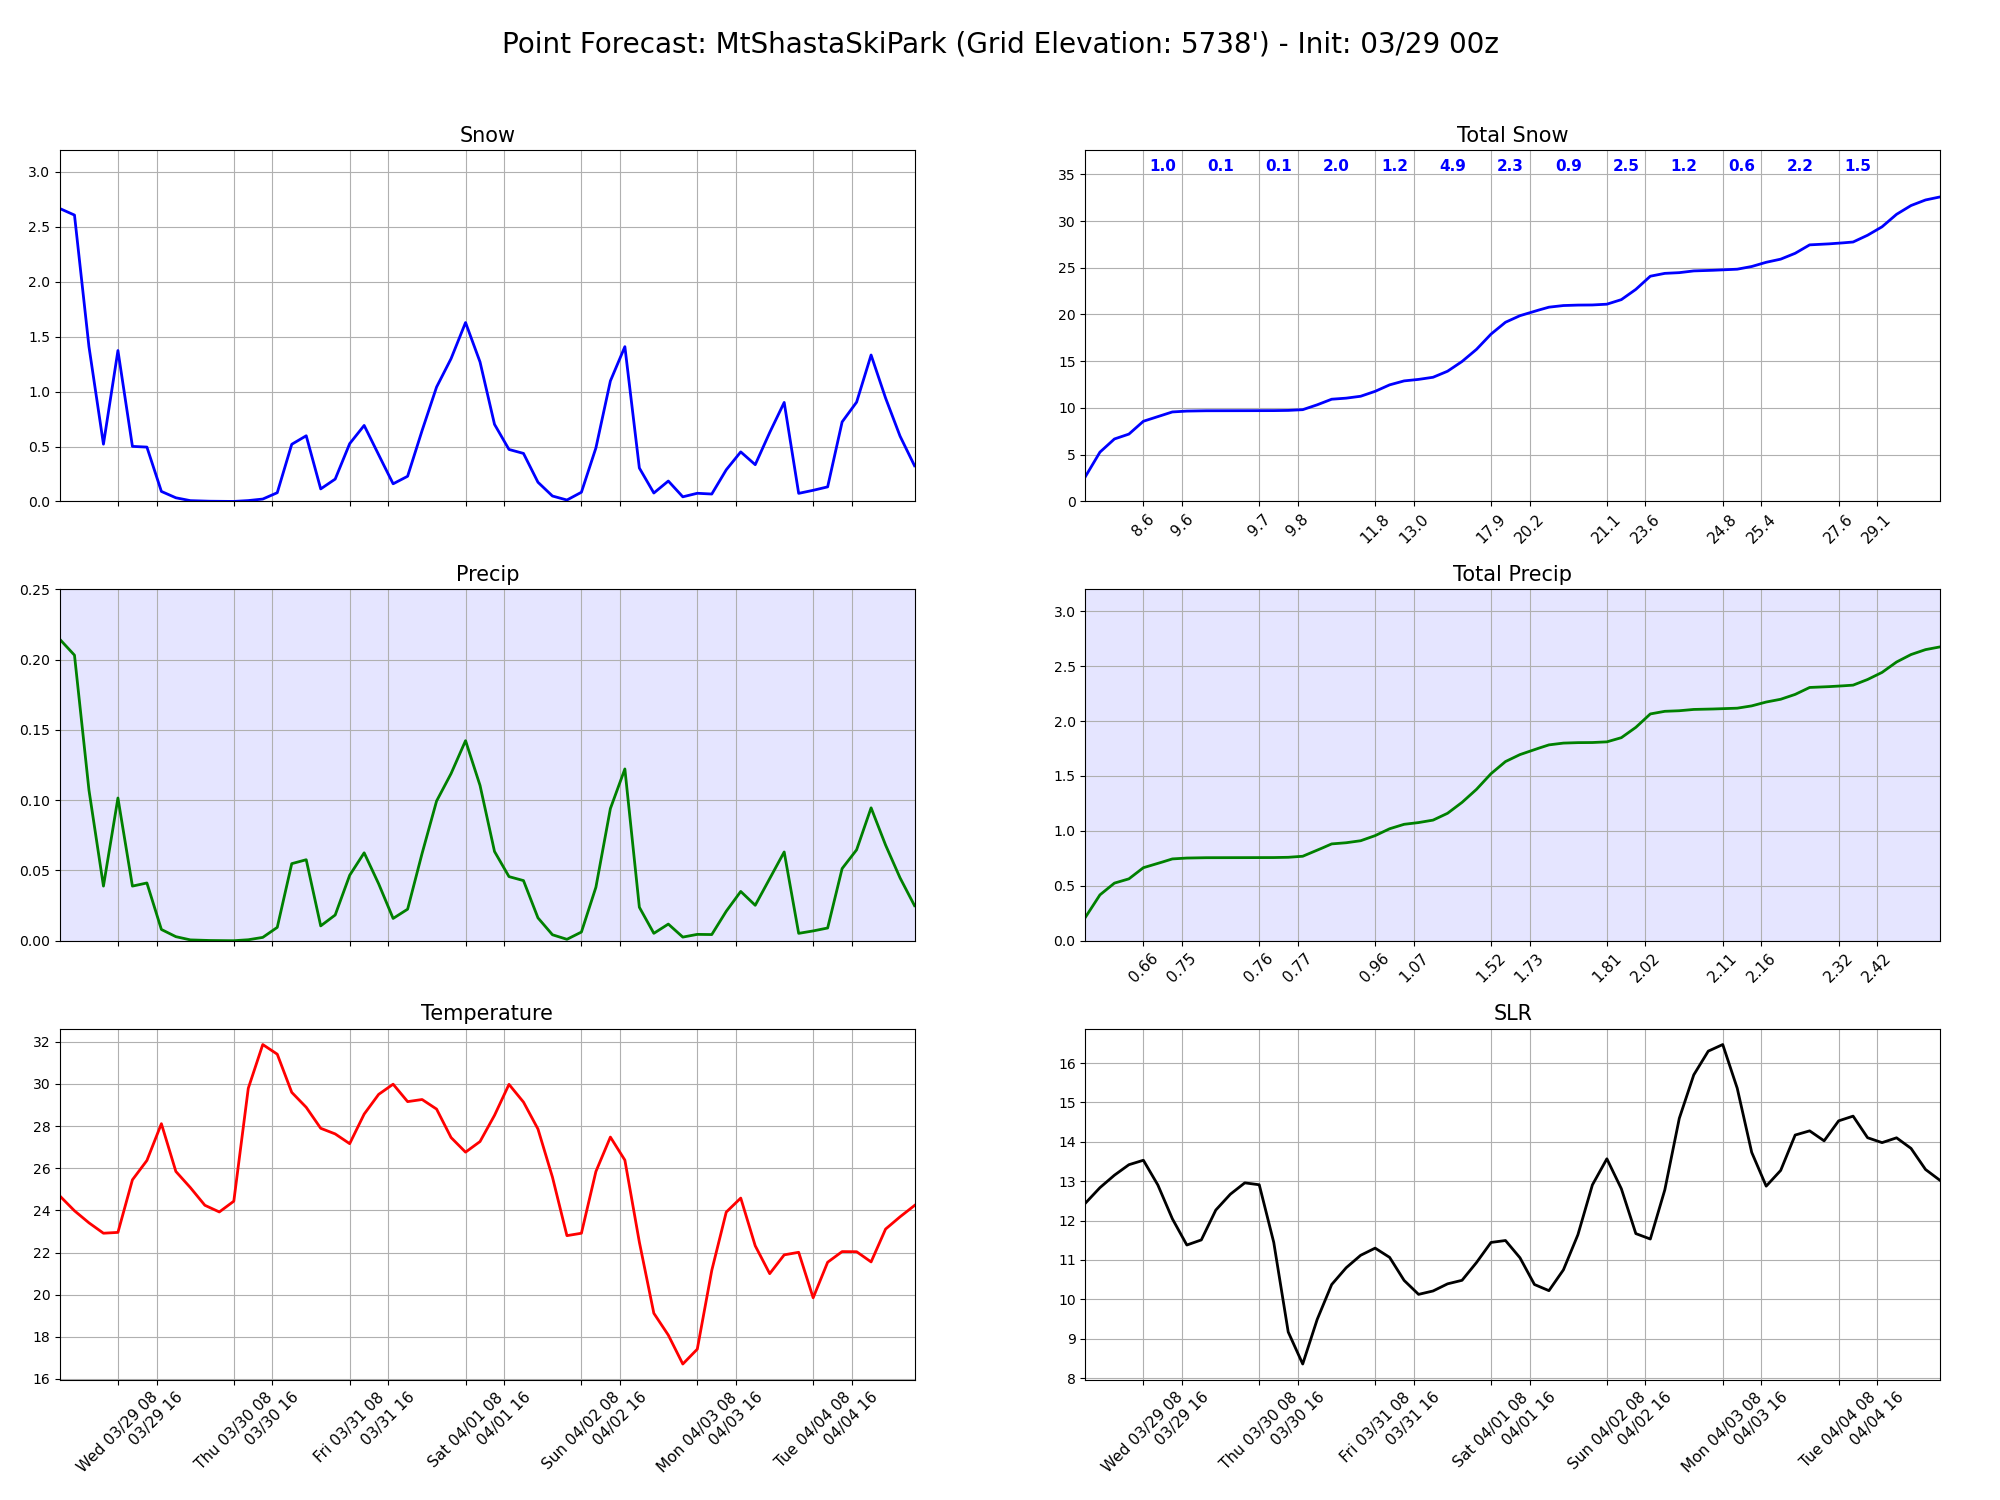 Point Forecast: MtShastaSkiPark (Grid Elevation: 5738') - Init: 03/29 00z
Snow
3.0
2.5
2.0
1.5
1.0
0.5
0.0
Total Snow
1.0 0.1 0.1 2.0 1.2 4.9 2.3 0.9 2.5 1.2 0.6 2.2 1.5
35
30
25
20
15
10
5
0
8.6 9.6 9.7 9.8 11.8 13.0 17.9 20.2 21.1 23.6 24.8 25.4 27.6 29.1
Precip
0.25
0.20
0.15
0.10
0.05
0.00
Total Precip
3.0
2.5
2.0
1.5
1.0
0.5
0.0
0.66 0.75 0.76 0.77 0.96 1.07 1.52 1.73 1.81 2.02 2.11 2.16 2.32 2.42
Temperature
32
30
28
26
24
22
20
18
16
Wed 03/29 08
03/29 16
Thu 03/30 08
03/30 16
Fri 03/31 08
03/31 16
Sat 04/01 08
04/01 16
Sun 04/02 08
04/02 16
Mon 04/03 08
04/03 16
Tue 04/04 08
04/04 16
SLR
16
15
14
13
12
11
10
9
8
Wed 03/29 08
03/29 16
Thu 03/30 08
03/30 16
Fri 03/31 08
03/31 16
Sat 04/01 08
04/01 16
Sun 04/02 08
04/02 16
Mon 04/03 08
04/03 16
Tue 04/04 08
04/04 16